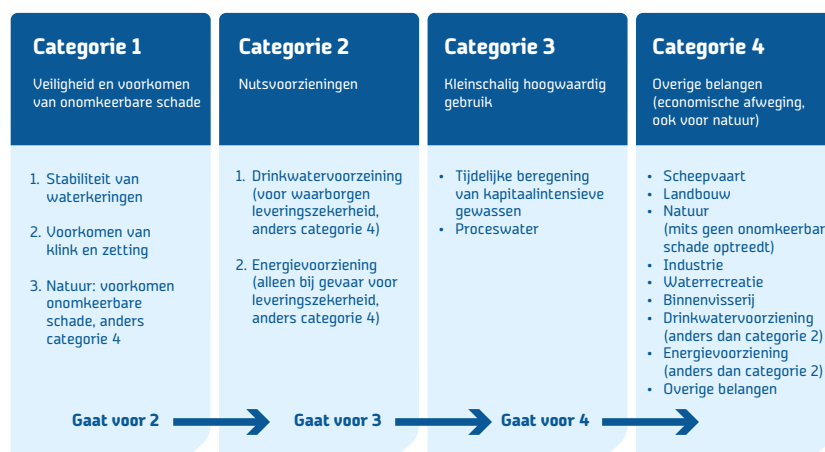 Categorie 1
Veiligheid en voorkomen
van onomkeerbare schade
1. Stabiliteit van
waterkeringen
2. Voorkomen van
klink en zetting
3. Natuur: voorkomen
onomkeerbare
schade, anders
categorie 4
Gaat voor 2
Categorie 2
Nutsvoorzieningen
1. Drinkwatervoorzeining
(voor waarborgen
leveringszekerheid,
anders categorie 4)
2. Energievoorziening
(alleen bij gevaar voor
leveringszekerheid,
anders categorie 4)
Gaat voor 3
Categorie 3
Kleinschalig hoogwaardig
gebruik
• Tijdelijke beregening
van kapitaalintensieve
gewassen
• Proceswater
Gaat voor 4
Categorie 4
Overige belangen
(economische afweging,
ook voor natuur)
• Scheepvaart
• Landbouw
• Natuur
(mits geen onomkeerbar
schade optreedt)
• Industrie
• Waterrecreatie
• Binnenvisserij
• Drinkwatervoorziening
(anders dan categorie 2)
• Energievoorziening
(anders dan categorie 2)
• Overige belangen